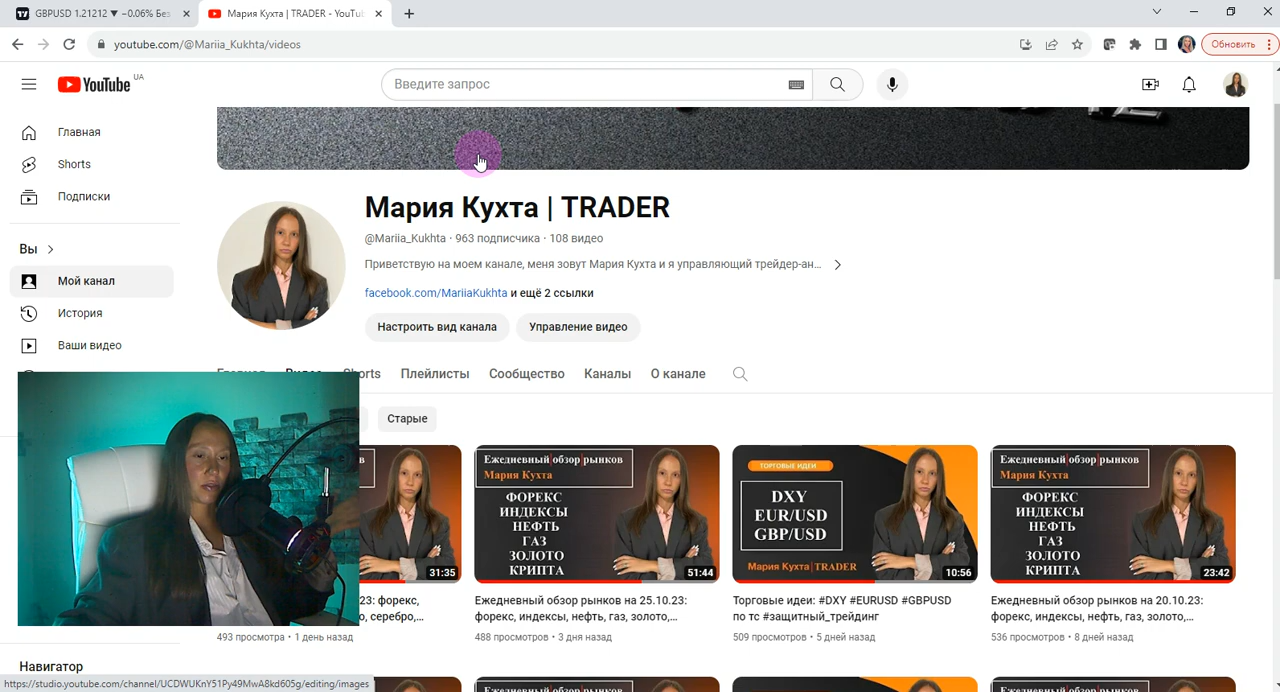 GBPUSD 1.21212 ▼ −0.06% Без
Мария Кухта | TRADER - YouTu
youtube.com/@Mariia_Kukhta/videos
Обновить
YouTube UA
Введите запрос
Главная
Shorts
Подписки
Вы
Мой канал
История
Ваши видео
Навигатор
Мария Кухта | TRADER
@Mariia_Kukhta · 963 подписчика · 108 видео
Приветствую на моем канале, меня зовут Мария Кухта и я управляющий трейдер-ан...
facebook.com/MariiaKukhta и ещё 2 ссылки
Настроить вид канала
Управление видео
Shorts
Плейлисты
Сообщество
Каналы
О канале
Старые
31:35
Ежедневный обзор рынков
Мария Кухта
ФОРЕКС
ИНДЕКСЫ
НЕФТЬ
ГАЗ
ЗОЛОТО
КРИПТА
51:44
ТОРГОВЫЕ ИДЕИ
DXY
EUR/USD
GBP/USD
Мария Кухта | TRADER
10:56
Ежедневный обзор рынков
Мария Кухта
ФОРЕКС
ИНДЕКСЫ
НЕФТЬ
ГАЗ
ЗОЛОТО
КРИПТА
23:42
23: форекс,
о, серебро,...
493 просмотра • 1 день назад
Ежедневный обзор рынков на 25.10.23:
форекс, индексы, нефть, газ, золото,...
488 просмотров • 3 дня назад
Торговые идеи: #DXY #EURUSD #GBPUSD
по тс #защитный_трейдинг
509 просмотров • 5 дней назад
Ежедневный обзор рынков на 20.10.23:
форекс, индексы, нефть, газ, золото,...
536 просмотров • 8 дней назад
https://studio.youtube.com/channel/UCDWUKnY51Py49MwA8kd605g/editing/images